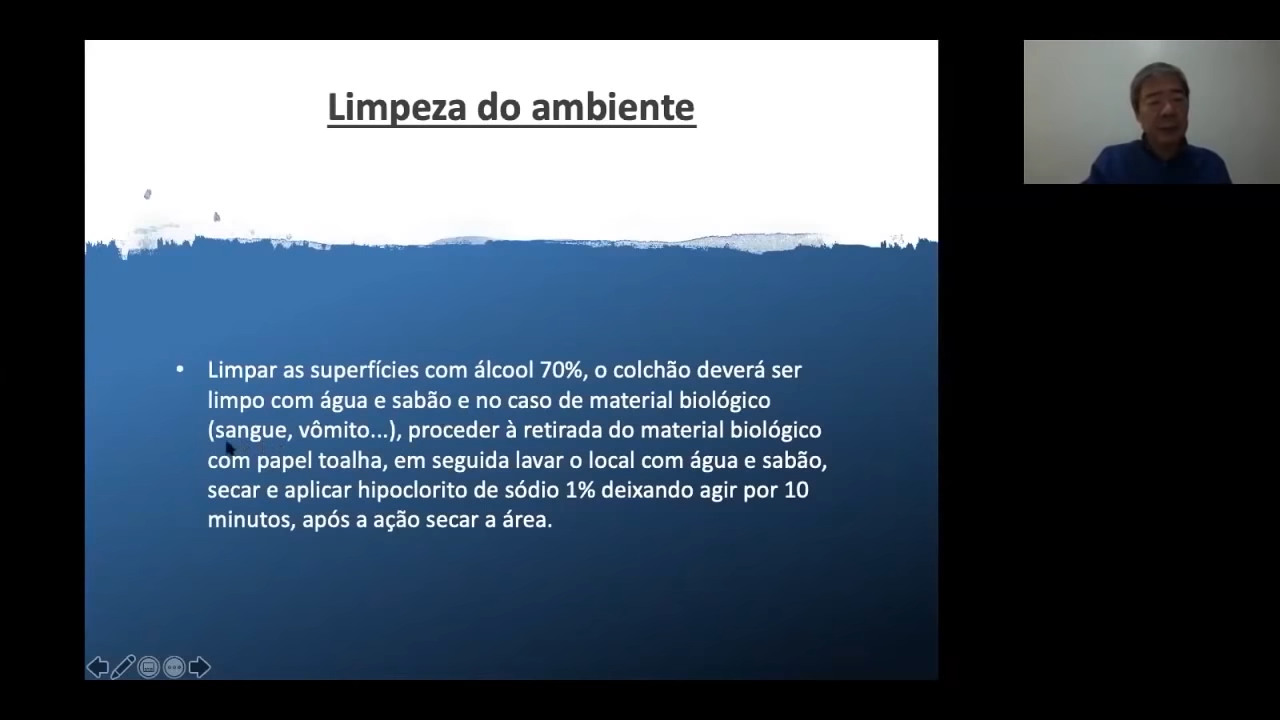 Limpeza do ambiente
• Limpar as superfícies com álcool 70%, o colchão deverá ser
limpo com água e sabão e no caso de material biológico
(sangue, vômito...), proceder à retirada do material biológico
com papel toalha, em seguida lavar o local com água e sabão,
secar e aplicar hipoclorito de sódio 1% deixando agir por 10
minutos, após a ação secar a área.